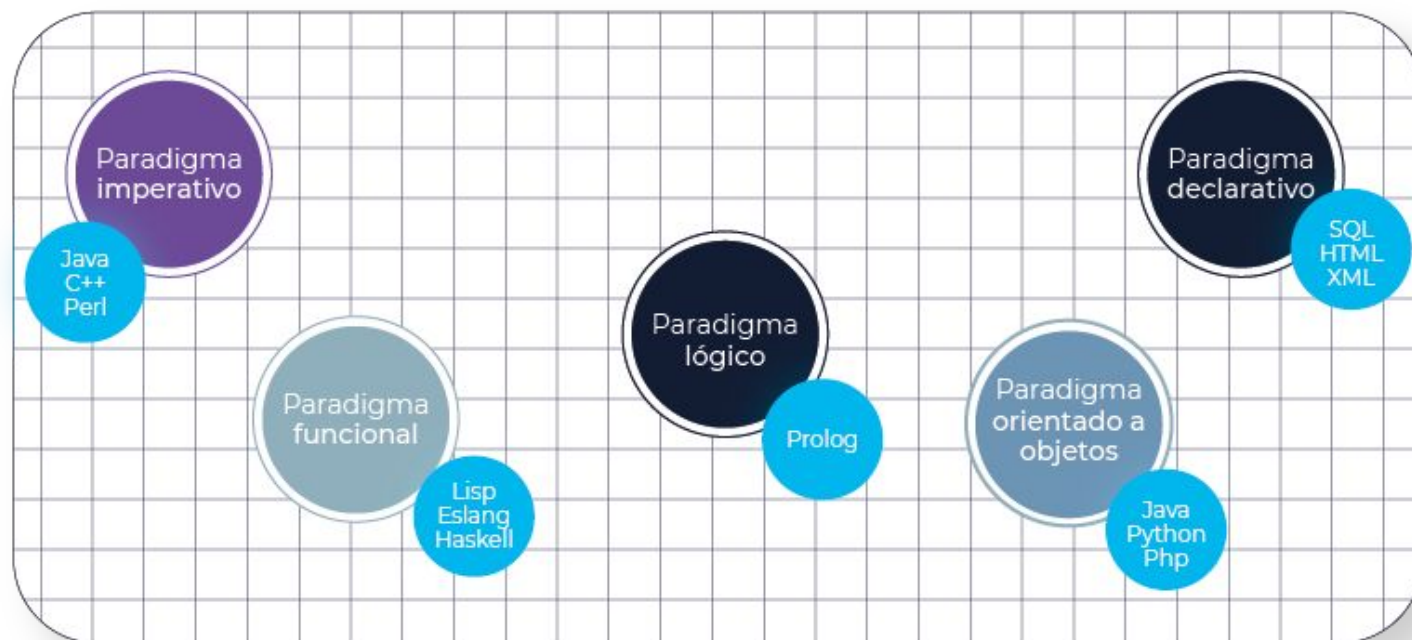 Paradigma
imperativo
Java
C++
Perl
Paradigma
funcional
Lisp
Eslang
Haskell
Paradigma
lógico
Prolog
Paradigma
orientado a
objetos
Java
Python
Php
Paradigma
declarativo
SQL
HTML
XML